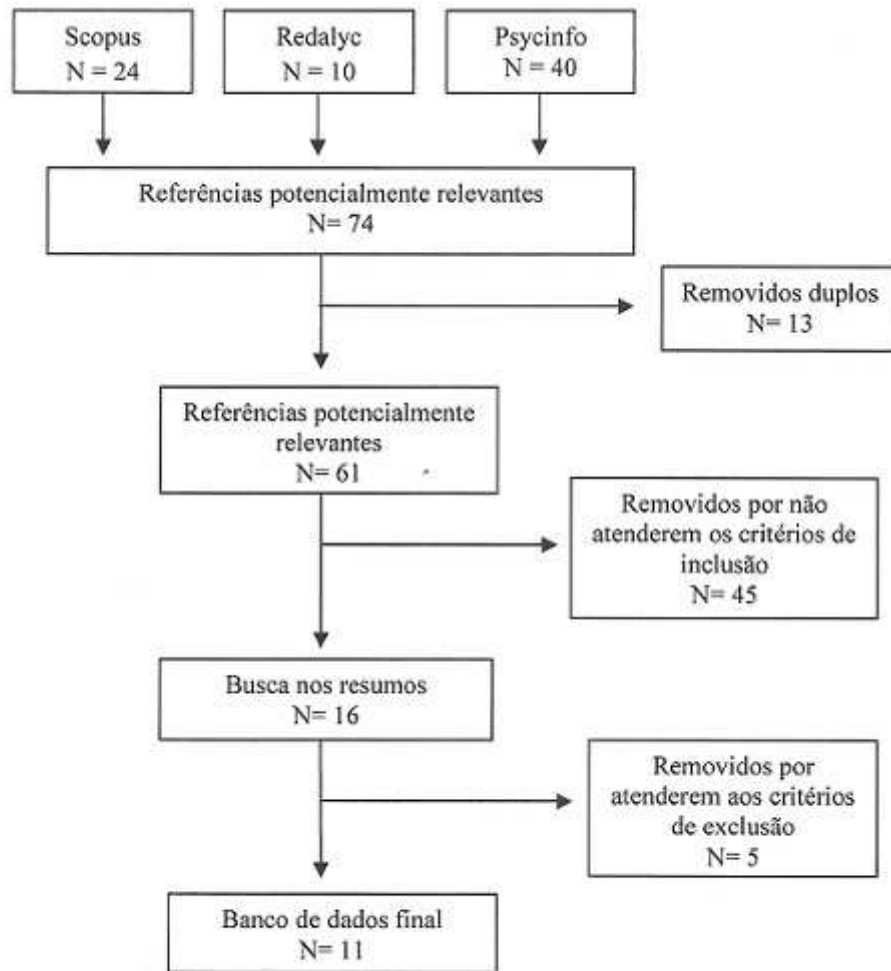 Scopus
N = 24
Redalyc
N = 10
Psycinfo
N = 40
Referências potencialmente relevantes
N= 74
Removidos duplos
N= 13
Referências potencialmente
relevantes
N= 61
Removidos por não
atenderem os critérios de
inclusão
N= 45
Busca nos resumos
N= 16
Removidos por
atenderem aos critérios
de exclusão
N= 5
Banco de dados final
N= 11